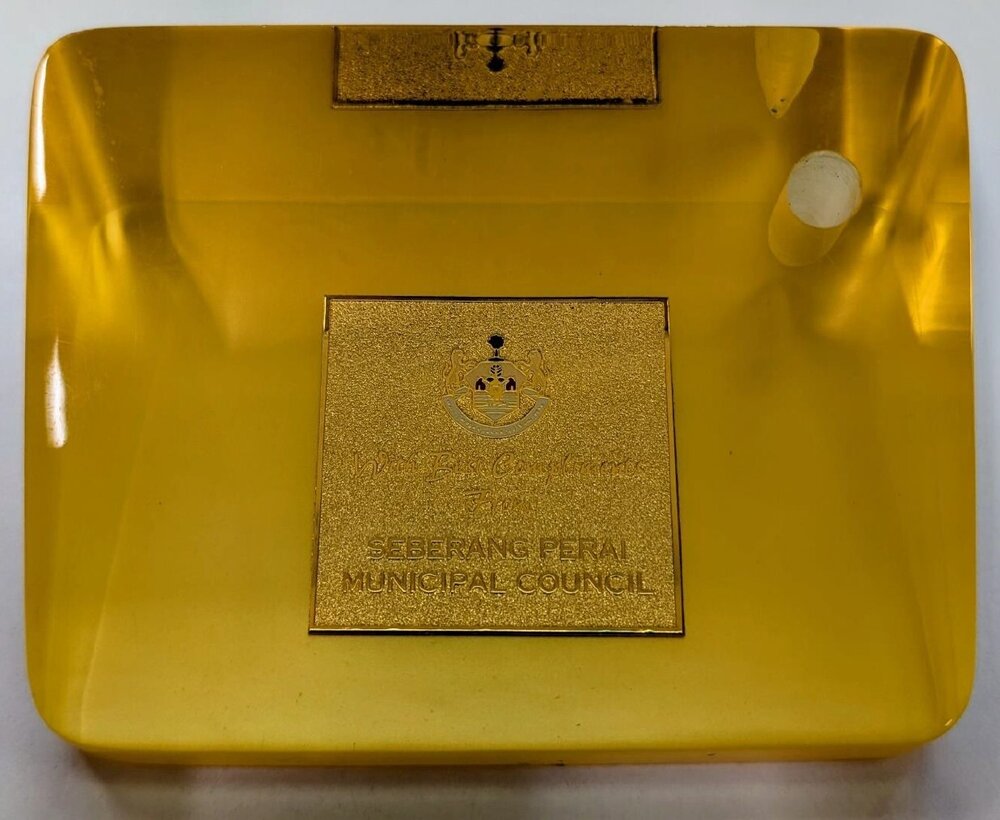 With Best Compliments
From
SEBERANG PERAI
MUNICIPAL COUNCIL